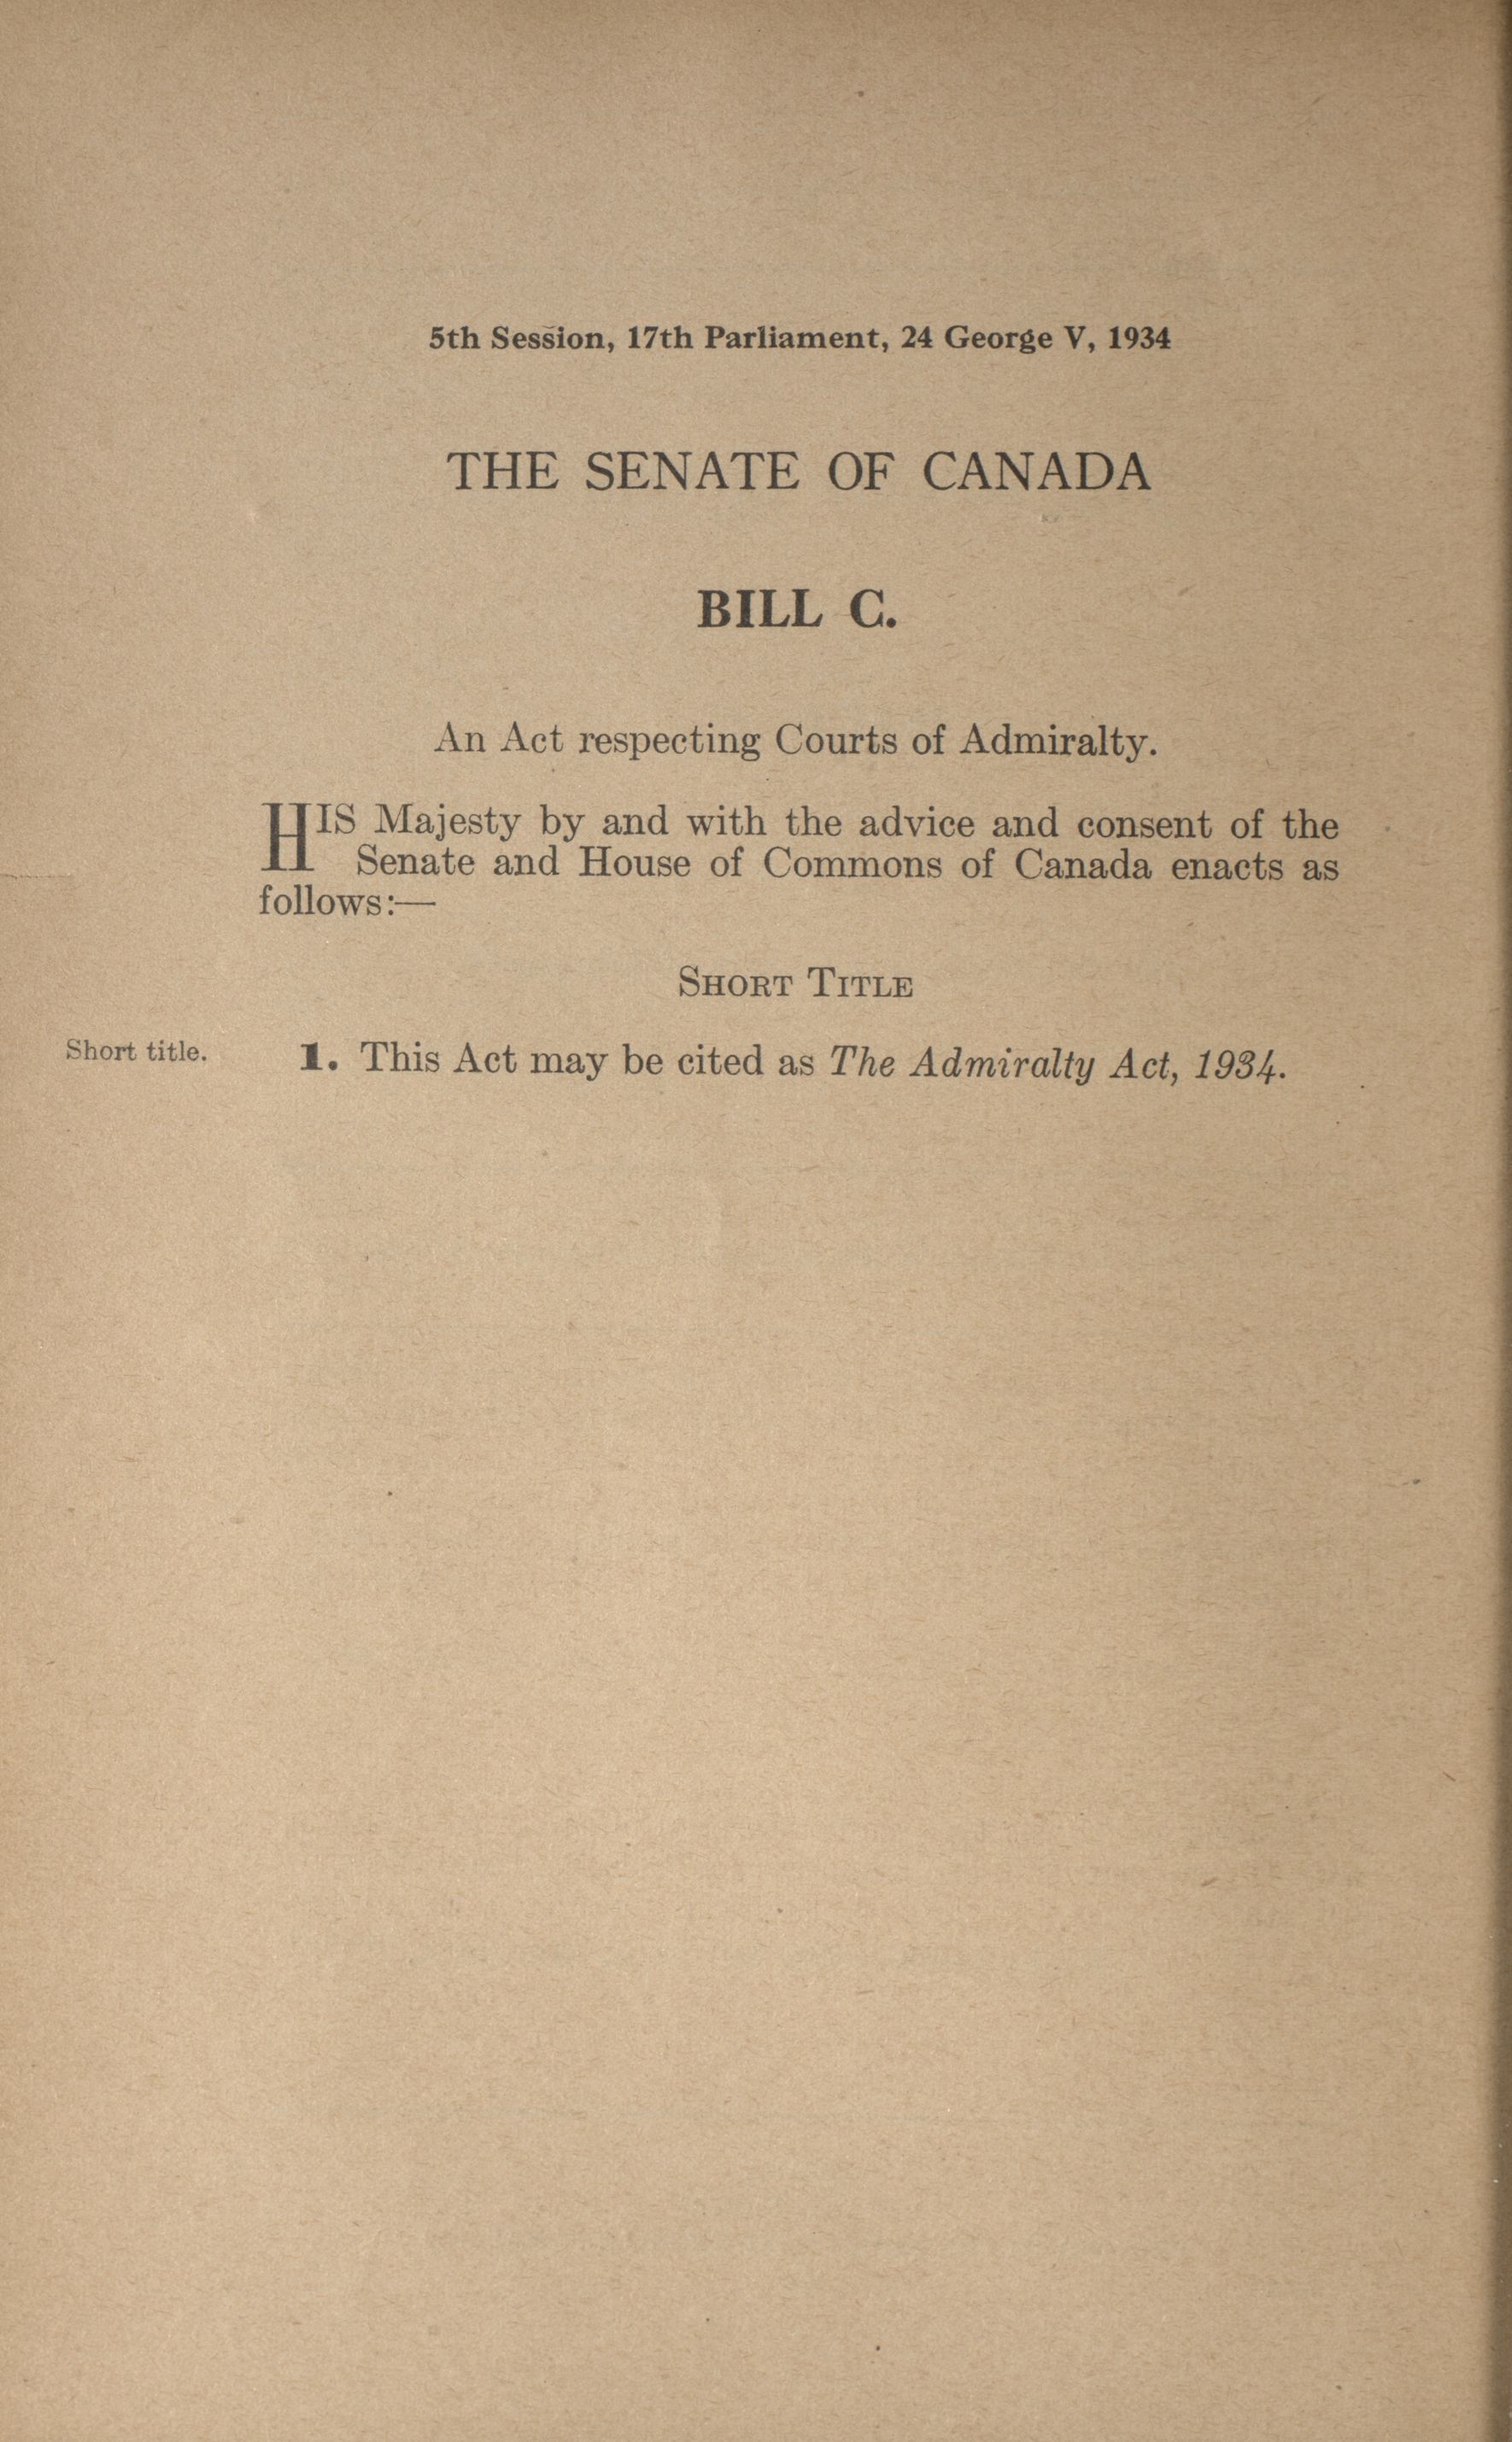 5th Session, 17th Parliament, 24 George V, 1934
THE SENATE OF CANADA
BILL C.
An Act respecting Courts of Admiralty.
HIS Majesty by and with the advice and consent of the
Senate and House of Commons of Canada enacts as
follows:—
SHORT TITLE
Short title.
1. This Act may be cited as The Admiralty Act, 1934.